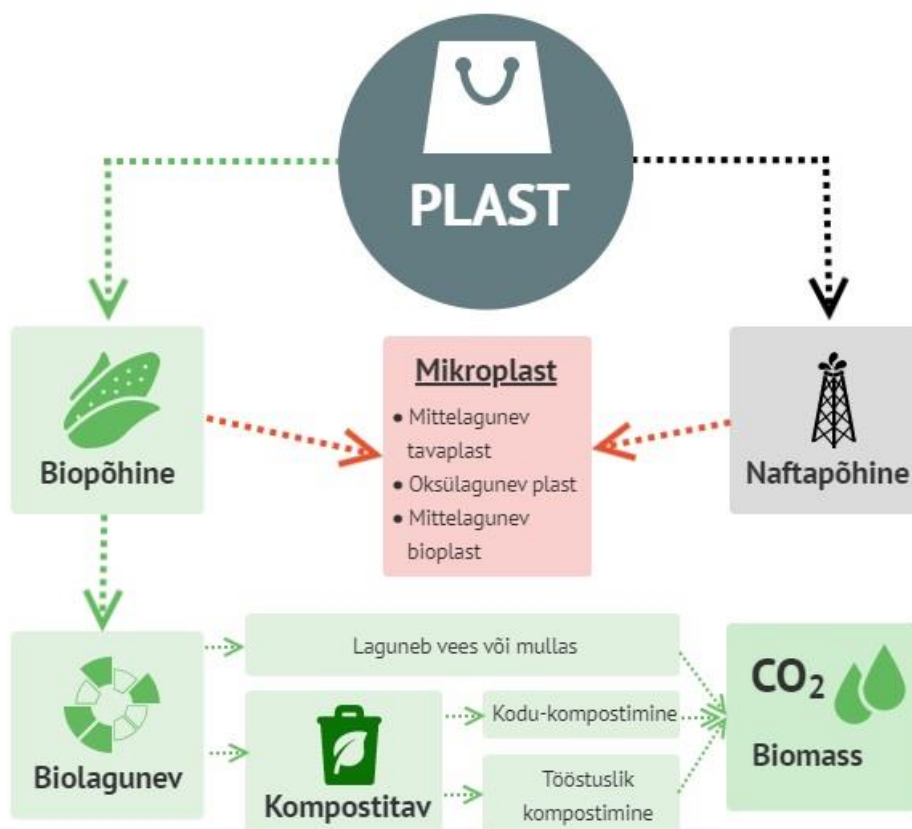 PLAST
Biopõhine
Mikroplast
• Mittelagunev
tavaplast
• Oksülagunev plast
• Mittelagunev
bioplast
Naftapõhine
Biolagunev
Laguneb vees või mullas
Kompostitav
Kodu-kompostimine
Tööstuslik
kompostimine
CO₂
Biomass